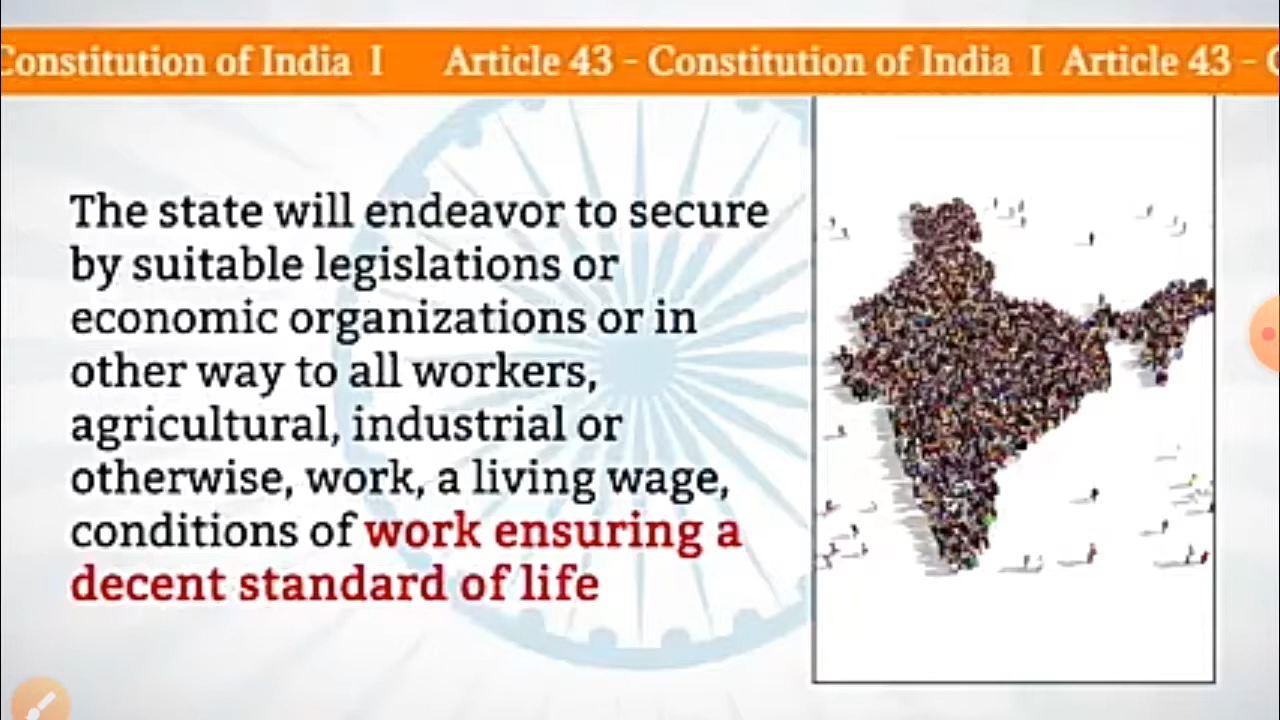 Constitution of India I Article 43 - Constitution of India I Article 43 -
The state will endeavor to secure
by suitable legislations or
economic organizations or in
other way to all workers,
agricultural, industrial or
otherwise, work, a living wage,
conditions of work ensuring a
decent standard of life